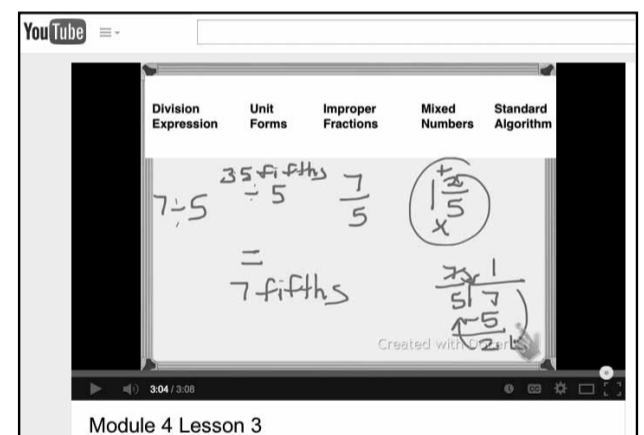 YouTube
Division Expression
Unit Forms
Improper Fractions
Mixed Numbers
Standard Algorithm
7÷5
35 fifths
÷ 5
=
7 fifths
7
5
+
1 2
5
x
1
5 7
-5
2
Created with
3:04 / 3:08
CC
Module 4 Lesson 3